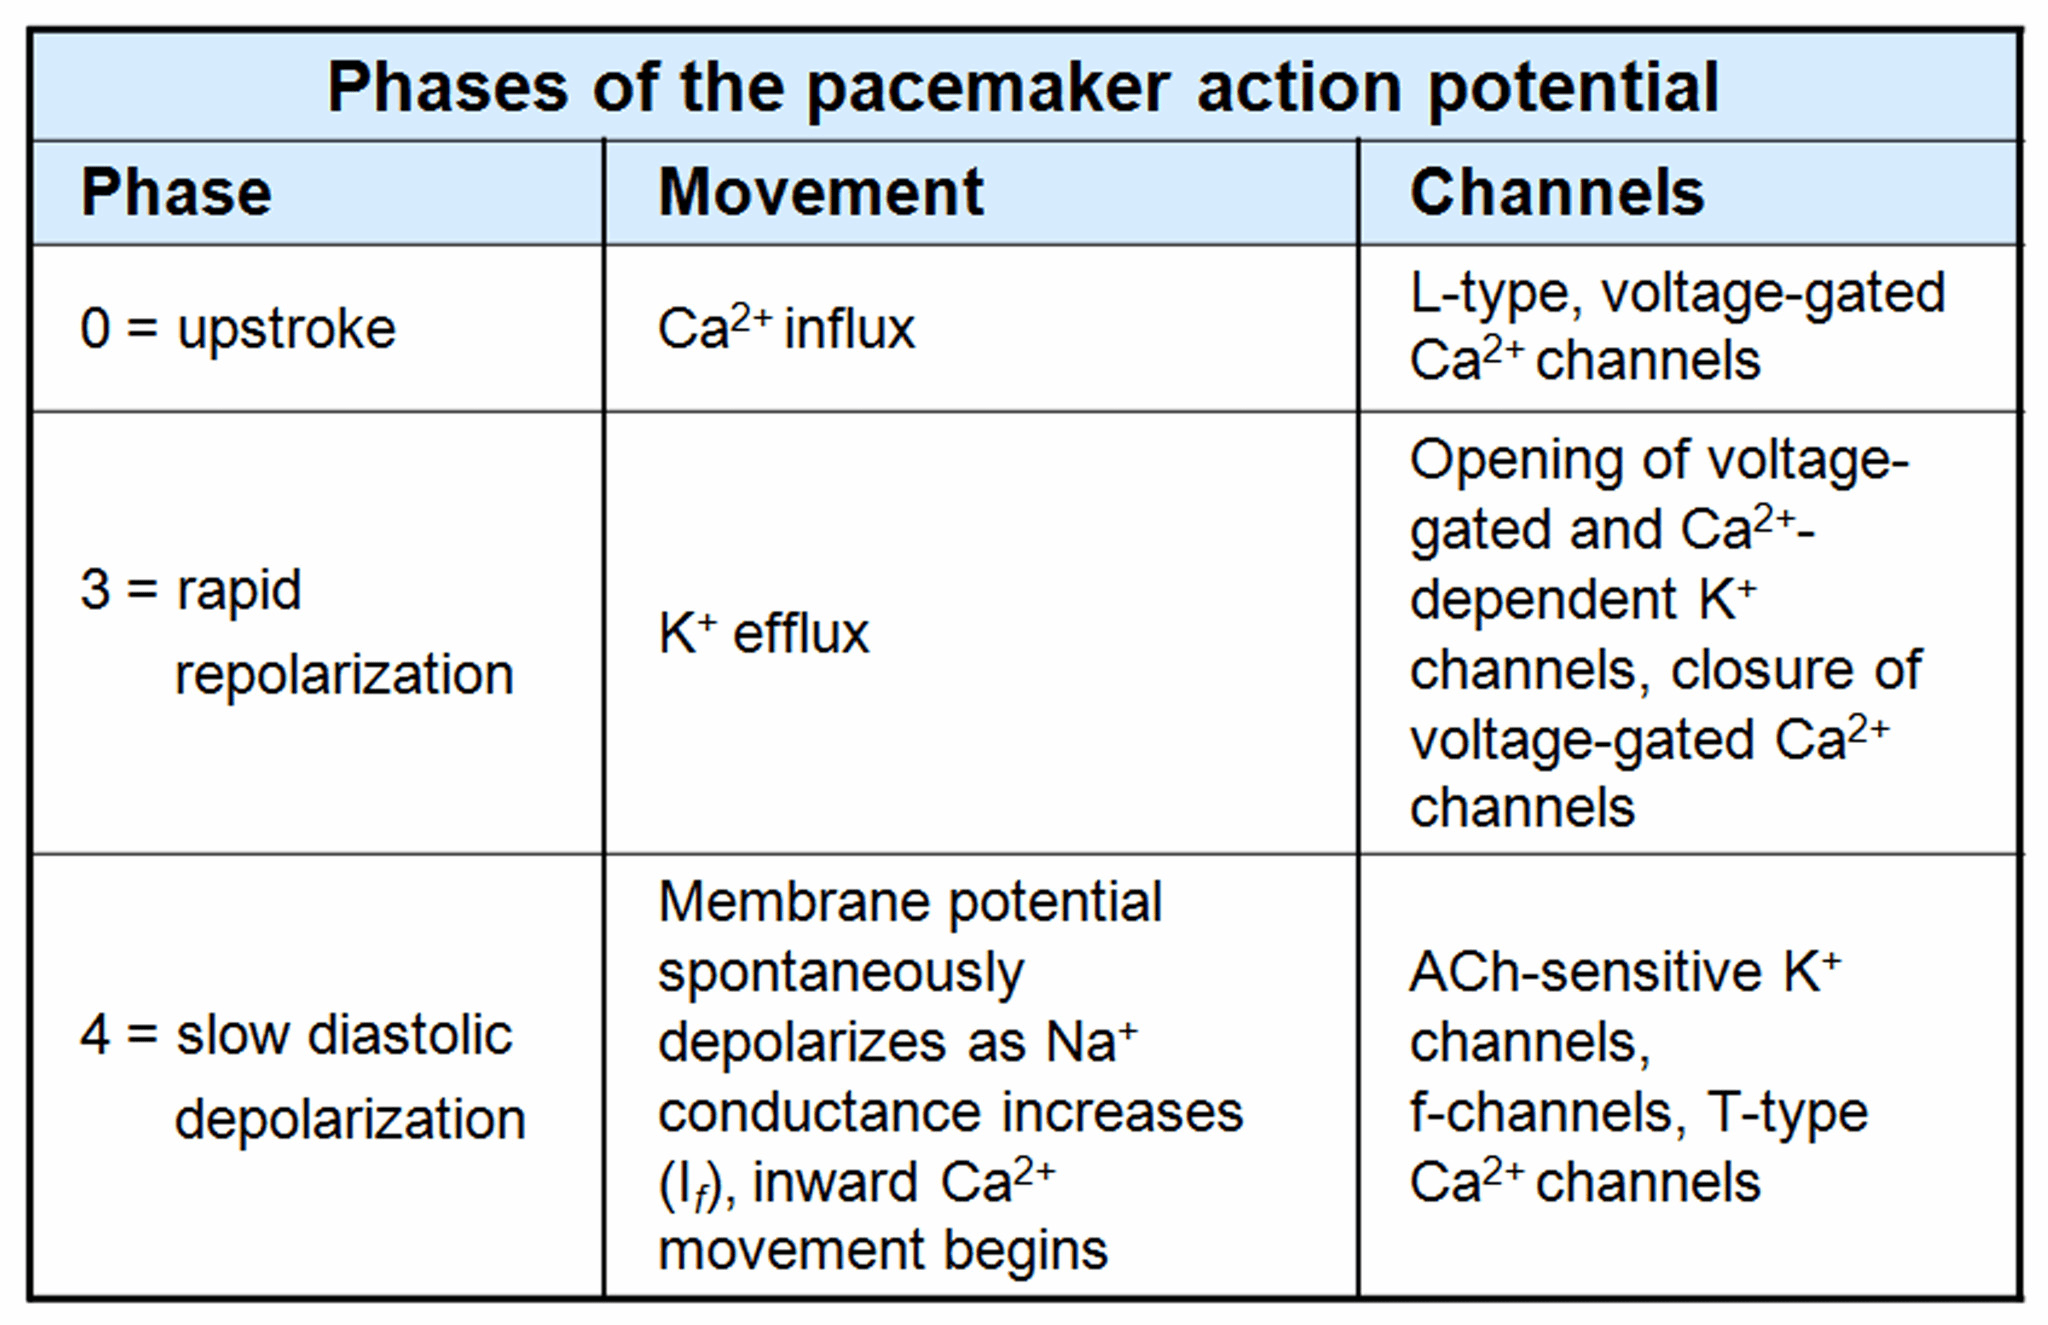 Phases of the pacemaker action potential
Phase
Movement
Channels
0 = upstroke
Ca²⁺ influx
L-type, voltage-gated
Ca²⁺ channels
3 = rapid
repolarization
K⁺ efflux
Opening of voltage-
gated and Ca²⁺-
dependent K⁺
channels, closure of
voltage-gated Ca²⁺
channels
4 = slow diastolic
depolarization
Membrane potential
spontaneously
depolarizes as Na⁺
conductance increases
(I𝑓), inward Ca²⁺
movement begins
ACh-sensitive K⁺
channels,
f-channels, T-type
Ca²⁺ channels